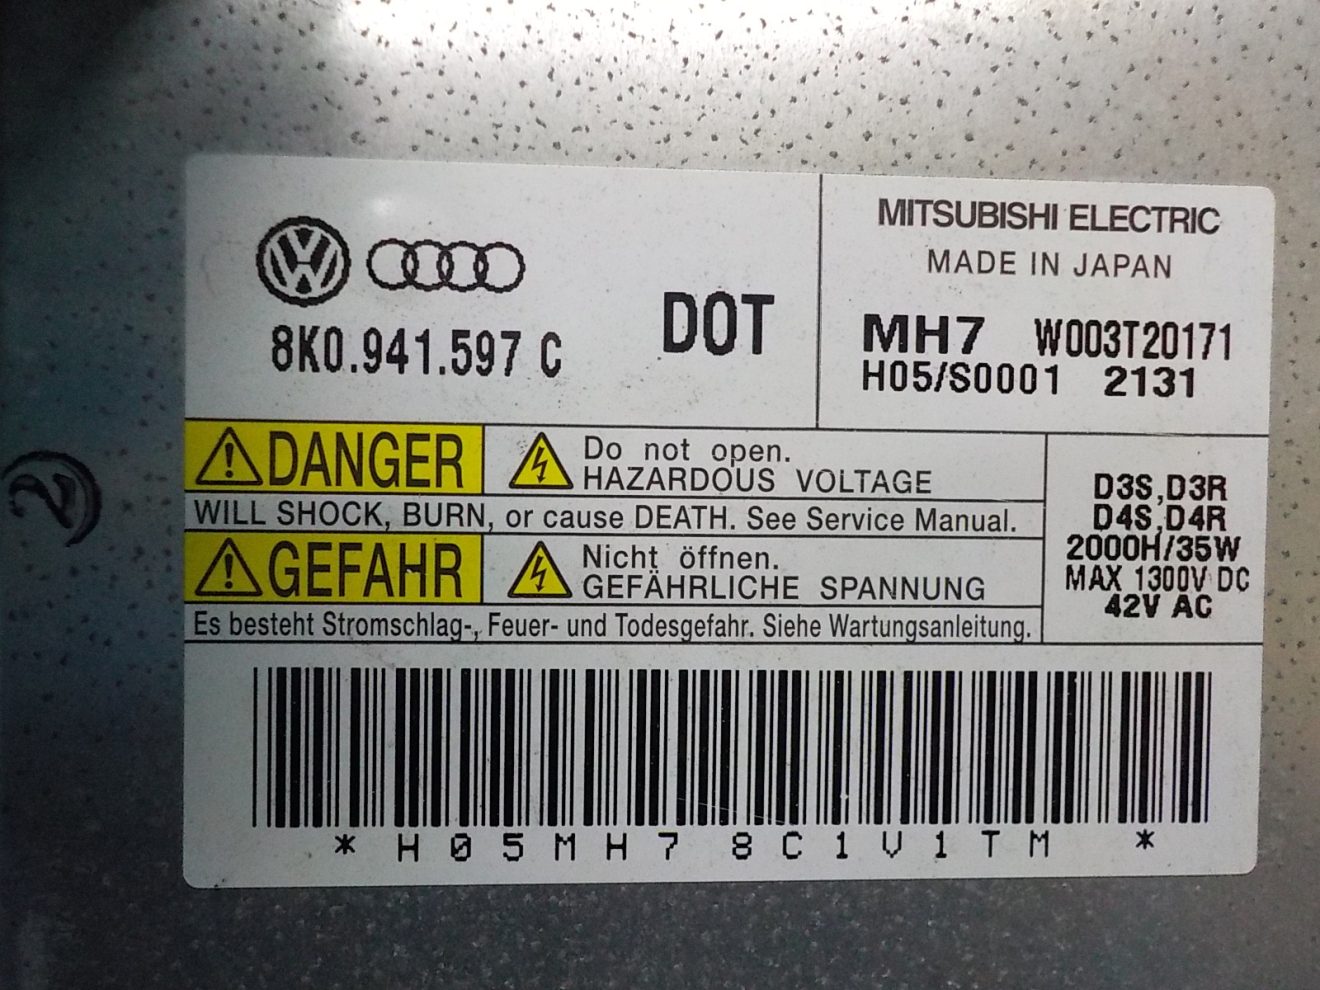 8K0.941.597 C
DOT
MITSUBISHI ELECTRIC
MADE IN JAPAN
MH7 W003T20171
H05/S0001 2131
DANGER
Do not open.
HAZARDOUS VOLTAGE
WILL SHOCK, BURN, or cause DEATH. See Service Manual.
GEFAHR
Nicht öffnen.
GEFÄHRLICHE SPANNUNG
Es besteht Stromschlag-, Feuer- und Todesgefahr. Siehe Wartungsanleitung.
D3S,D3R
D4S,D4R
2000H/35W
MAX 1300V DC
42V AC
*H05MH78C1V1TM*
2